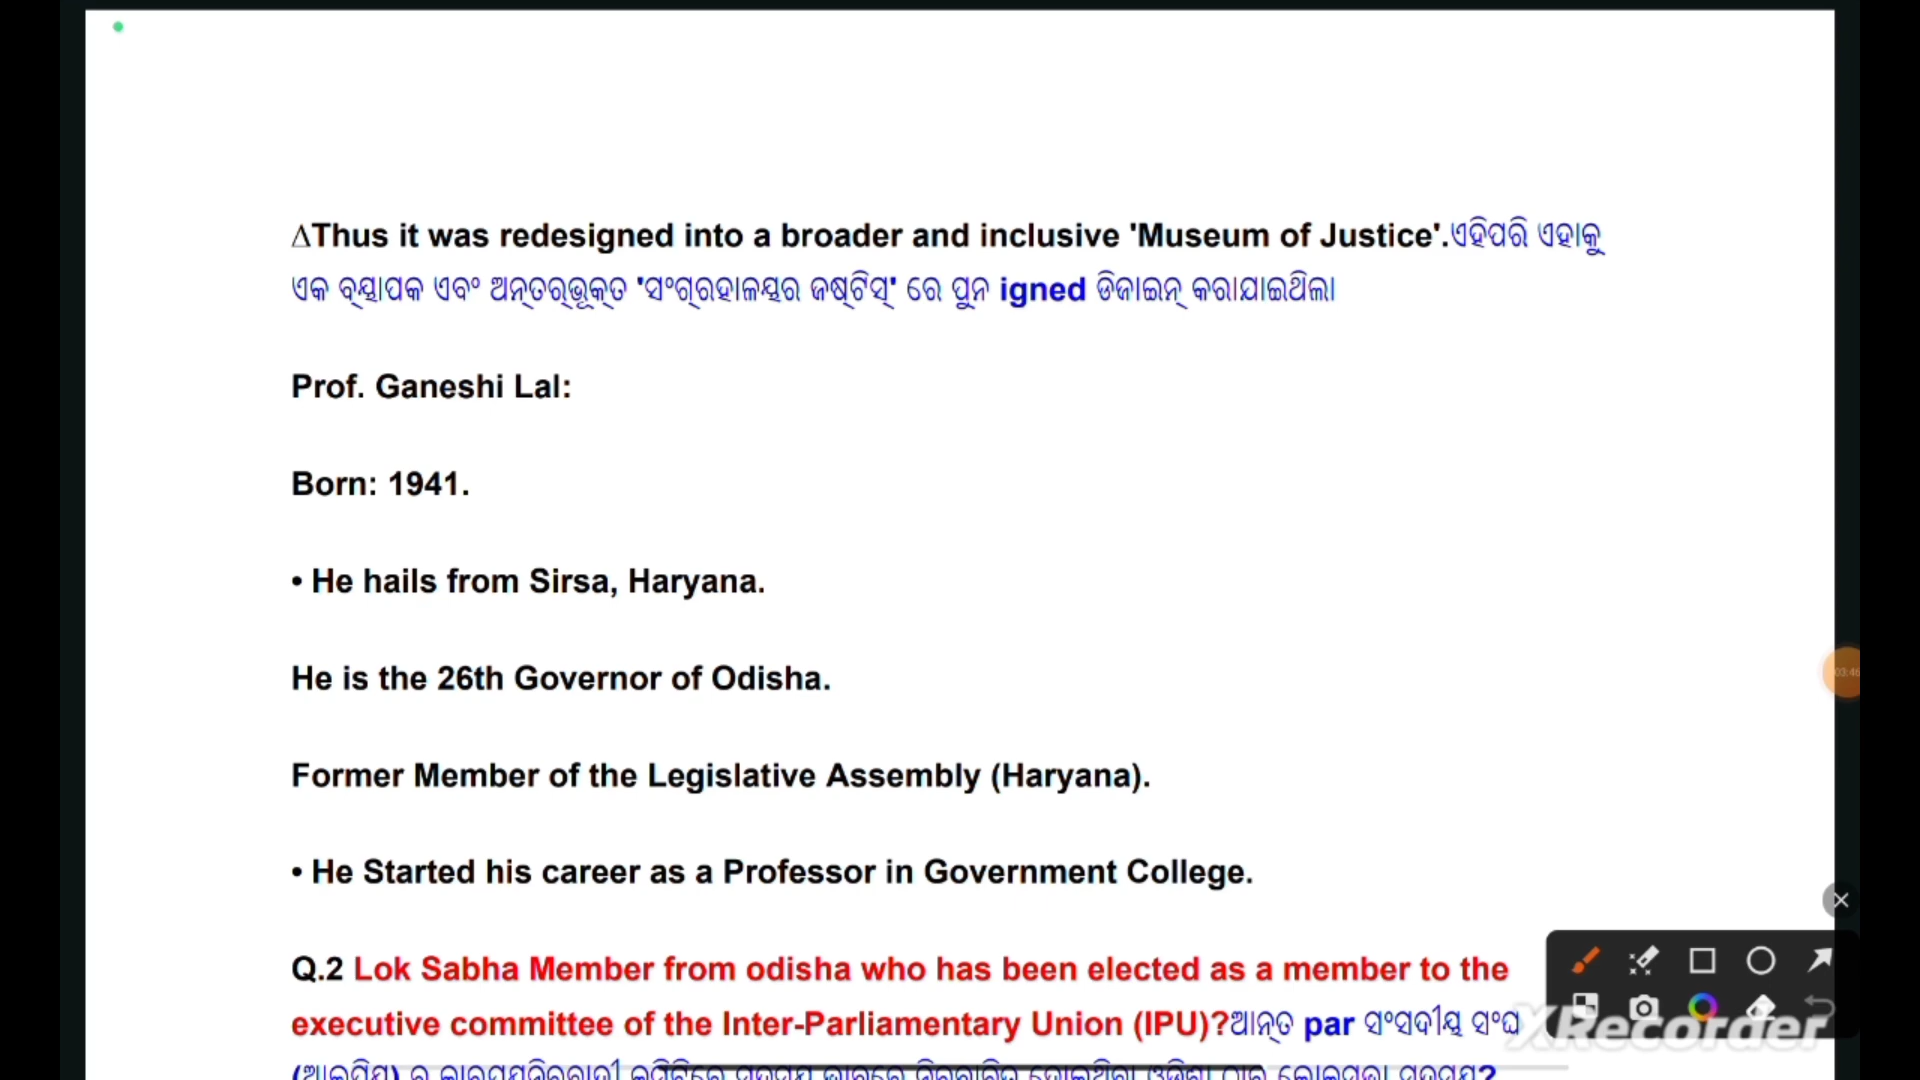 ∆Thus it was redesigned into a broader and inclusive 'Museum of Justice'.ଏହିପରି ଏହାକୁ
ଏକ ବ୍ୟାପକ ଏବଂ ଅନ୍ତର୍ଭୂକ୍ତ 'ସଂଗ୍ରହାଳୟର ଜଷ୍ଟିସ୍' ରେ ପୁନ igned ଡିଜାଇନ୍ କରାଯାଇଥିଲା
Prof. Ganeshi Lal:
Born: 1941.
• He hails from Sirsa, Haryana.
He is the 26th Governor of Odisha.
03:46
Former Member of the Legislative Assembly (Haryana).
• He Started his career as a Professor in Government College.
Q.2 Lok Sabha Member from odisha who has been elected as a member to the
executive committee of the Inter-Parliamentary Union (IPU)?ଆନ୍ତ par ସଂସଦୀୟ ସଂଘ
XRecorder